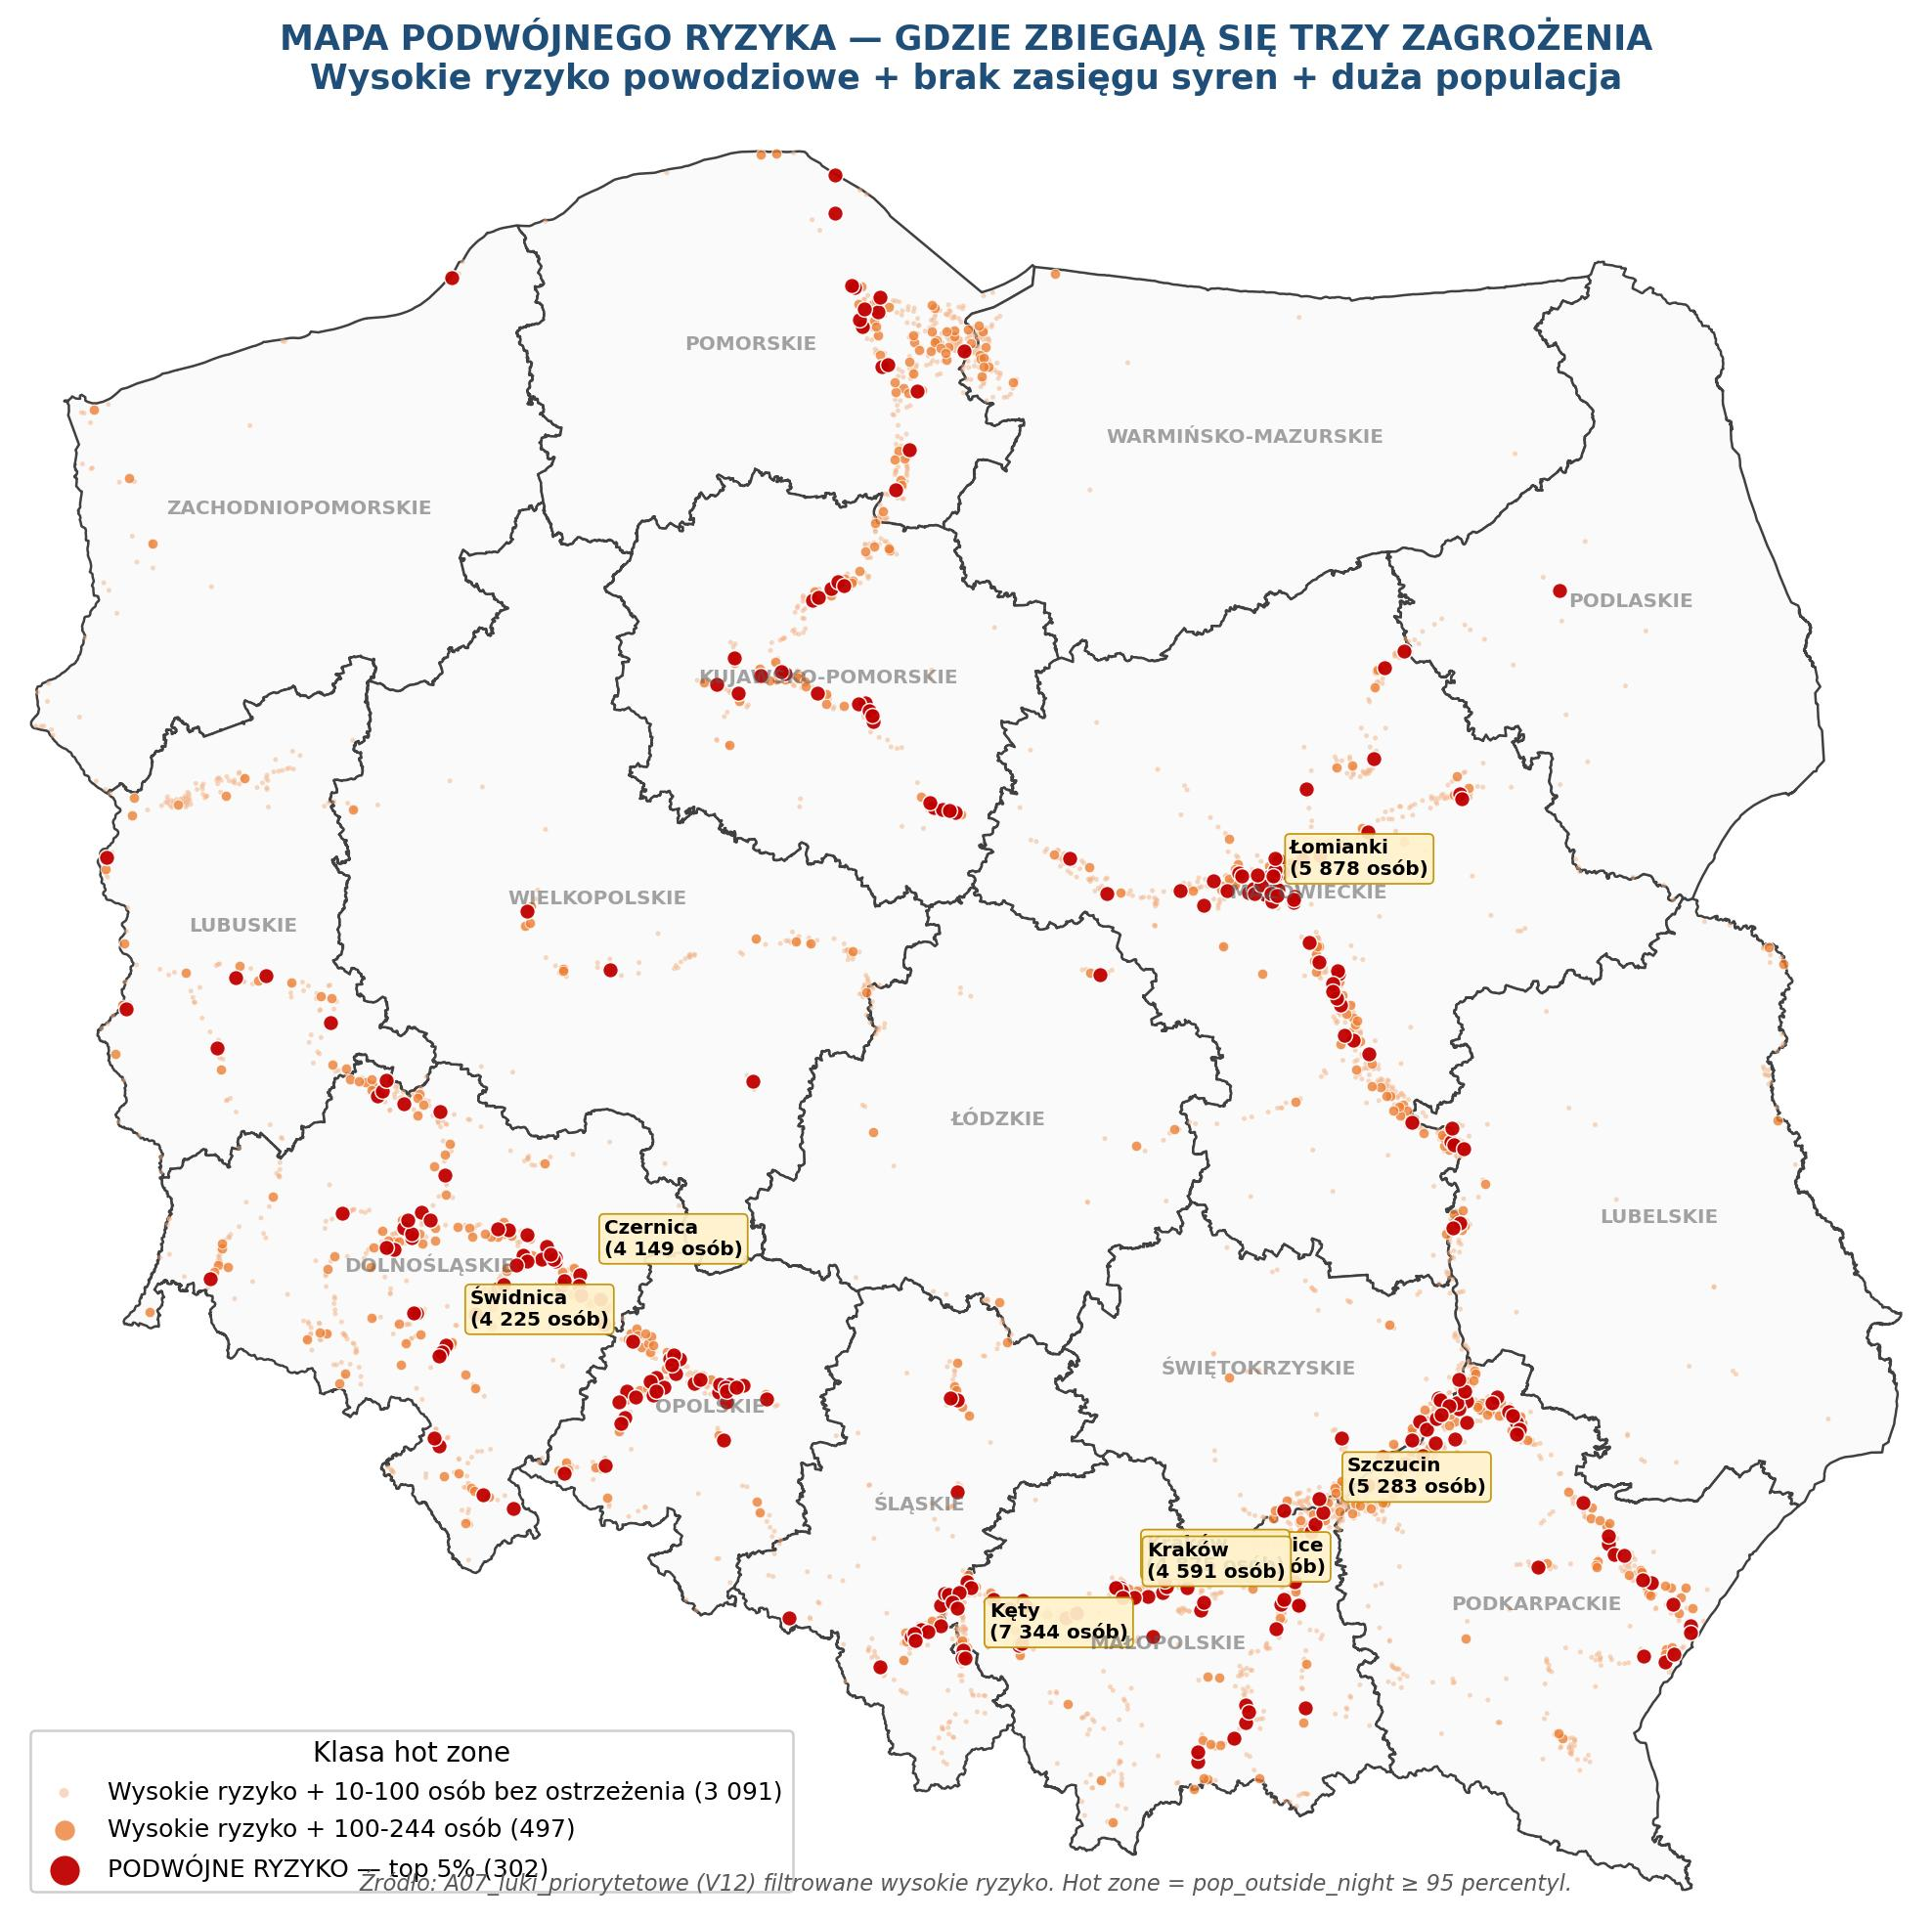 MAPA PODWÓJNEGO RYZYKA — GDZIE ZBIEGAJĄ SIĘ TRZY ZAGROŻENIA
Wysokie ryzyko powodziowe + brak zasięgu syren + duża populacja
POMORSKIE
WARMIŃSKO-MAZURSKIE
ZACHODNIOPOMORSKIE
PODLASKIE
KUJAWSKO-POMORSKIE
Łomianki
(5 878 osób)
MAZOWIECKIE
WIELKOPOLSKIE
LUBUSKIE
ŁÓDZKIE
LUBELSKIE
Czernica
(4 149 osób)
DOLNOŚLĄSKIE
Świdnica
(4 225 osób)
ŚWIĘTOKRZYSKIE
OPOLSKIE
Szczucin
(5 283 osób)
ŚLĄSKIE
Kraków
(4 591 osób)
ice
ób)
Kęty
(7 344 osób)
PODKARPACKIE
MAŁOPOLSKIE
Klasa hot zone
Wysokie ryzyko + 10-100 osób bez ostrzeżenia (3 091)
Wysokie ryzyko + 100-244 osób (497)
PODWÓJNE RYZYKO — top 5% (302)
Źródło: A07_luki_priorytetowe (V12) filtrowane wysokie ryzyko. Hot zone = pop_outside_night ≥ 95 percentyl.